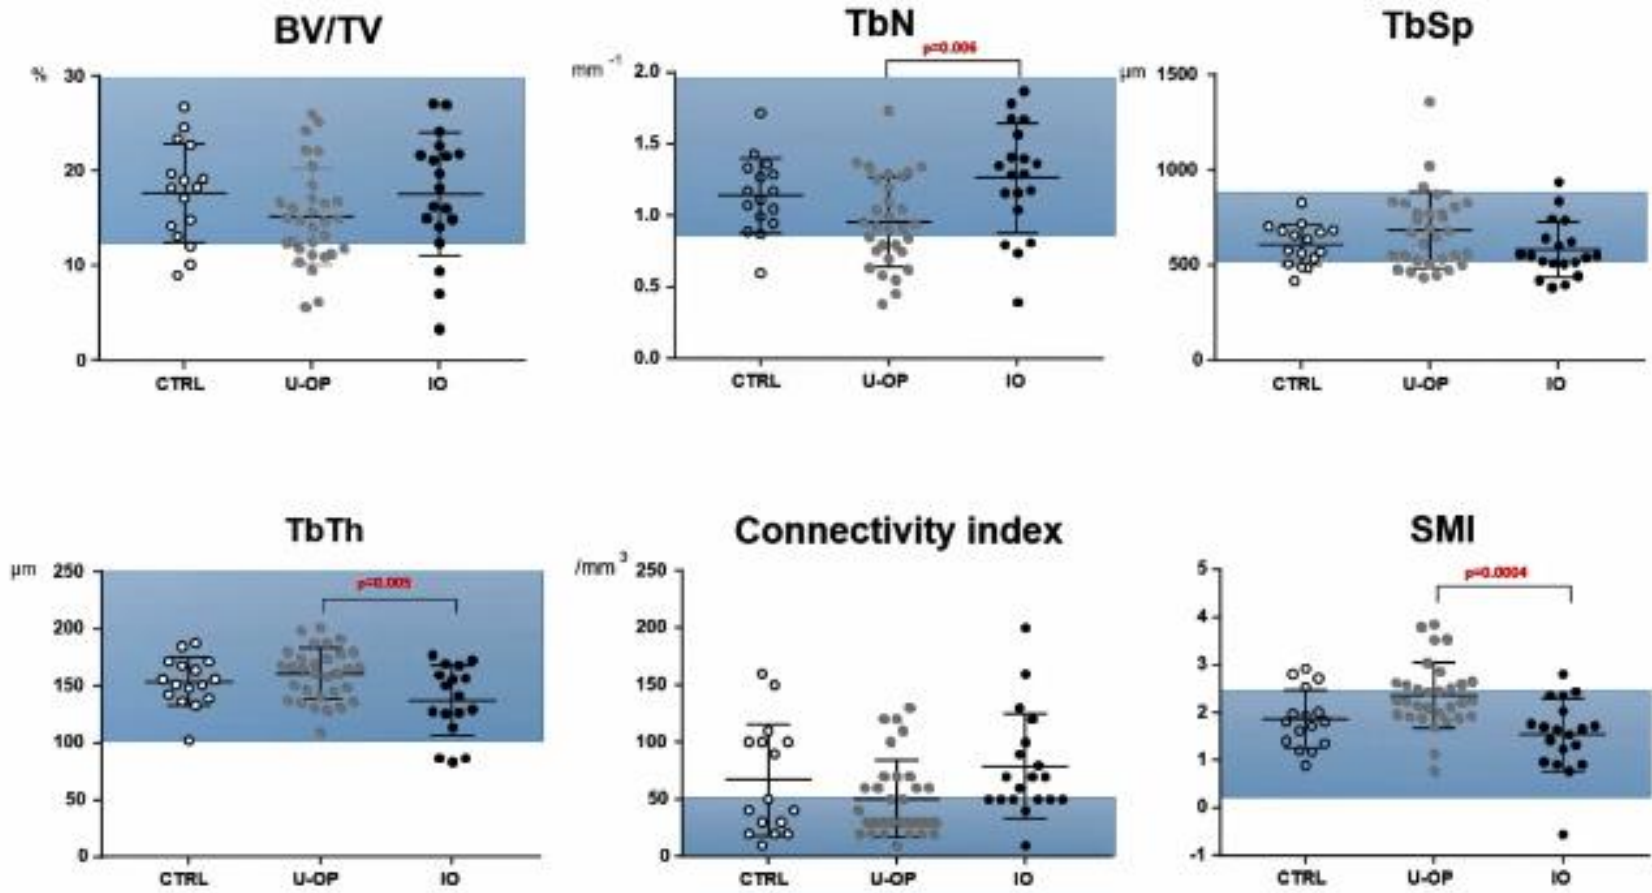 BV/TV
% 30
20
10
0
CTRL U-OP IO
TbN
p=0.006
mm -1 2.0
1.5
1.0
0.5
0.0
CTRL U-OP IO
TbSp
µm 1500
1000
500
0
CTRL U-OP IO
TbTh
p=0.005
µm 250
200
150
100
50
0
CTRL U-OP IO
Connectivity index
/mm 3 250
200
150
100
50
0
CTRL U-OP IO
SMI
p=0.0004
5
4
3
2
1
0
-1
CTRL U-OP IO